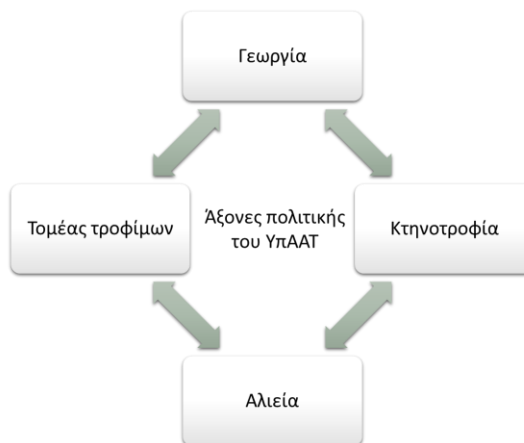 Γεωργία
Τομέας τροφίμων
Άξονες πολιτικής
του ΥπΑΑΤ
Κτηνοτροφία
Αλιεία